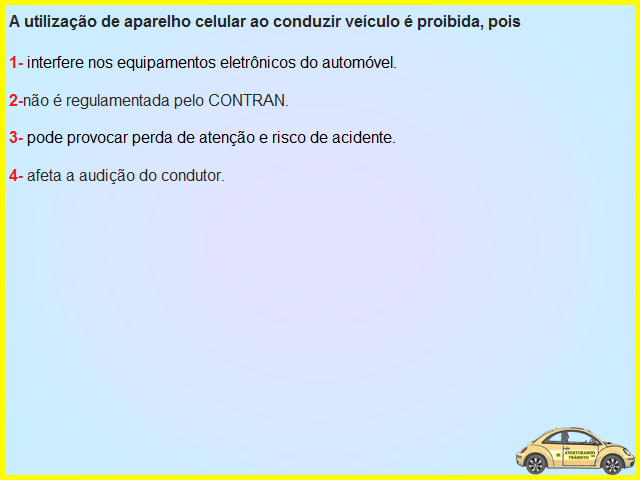 A utilização de aparelho celular ao conduzir veículo é proibida, pois
1- interfere nos equipamentos eletrônicos do automóvel.
2-não é regulamentada pelo CONTRAN.
3- pode provocar perda de atenção e risco de acidente.
4- afeta a audição do condutor.
AVENTURANDO
TRÂNSITO